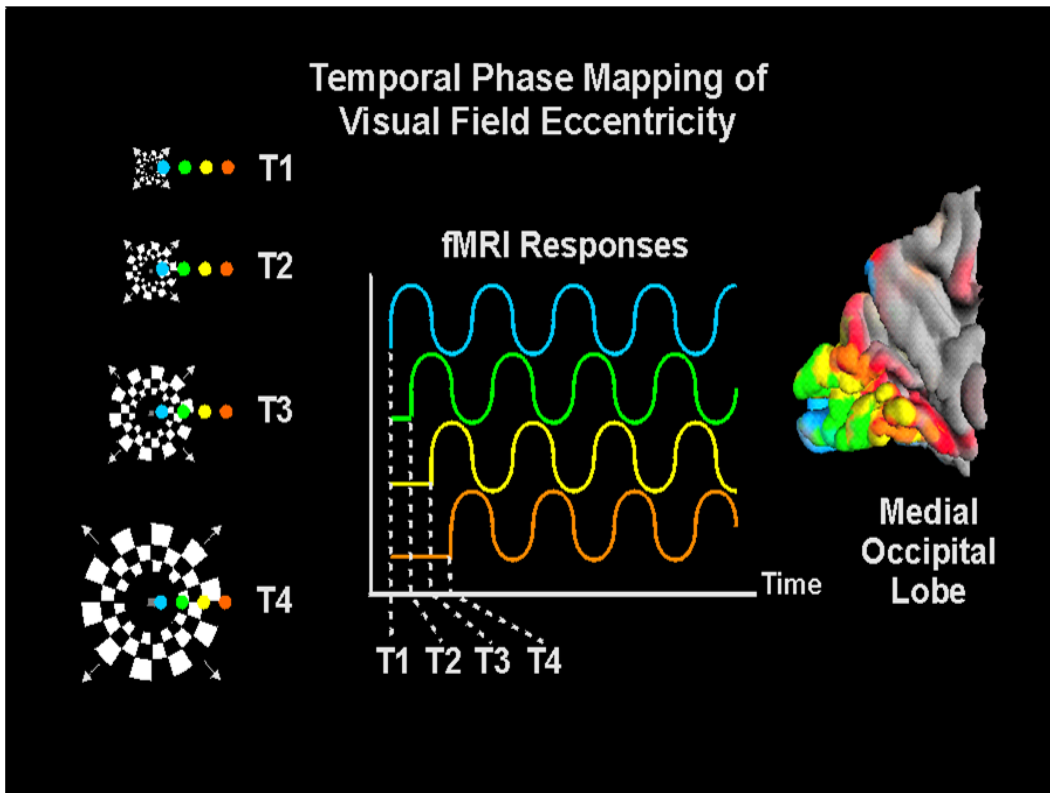 Temporal Phase Mapping of
Visual Field Eccentricity
T1
T2
T3
T4
fMRI Responses
Time
T1 T2 T3 T4
Medial
Occipital
Lobe